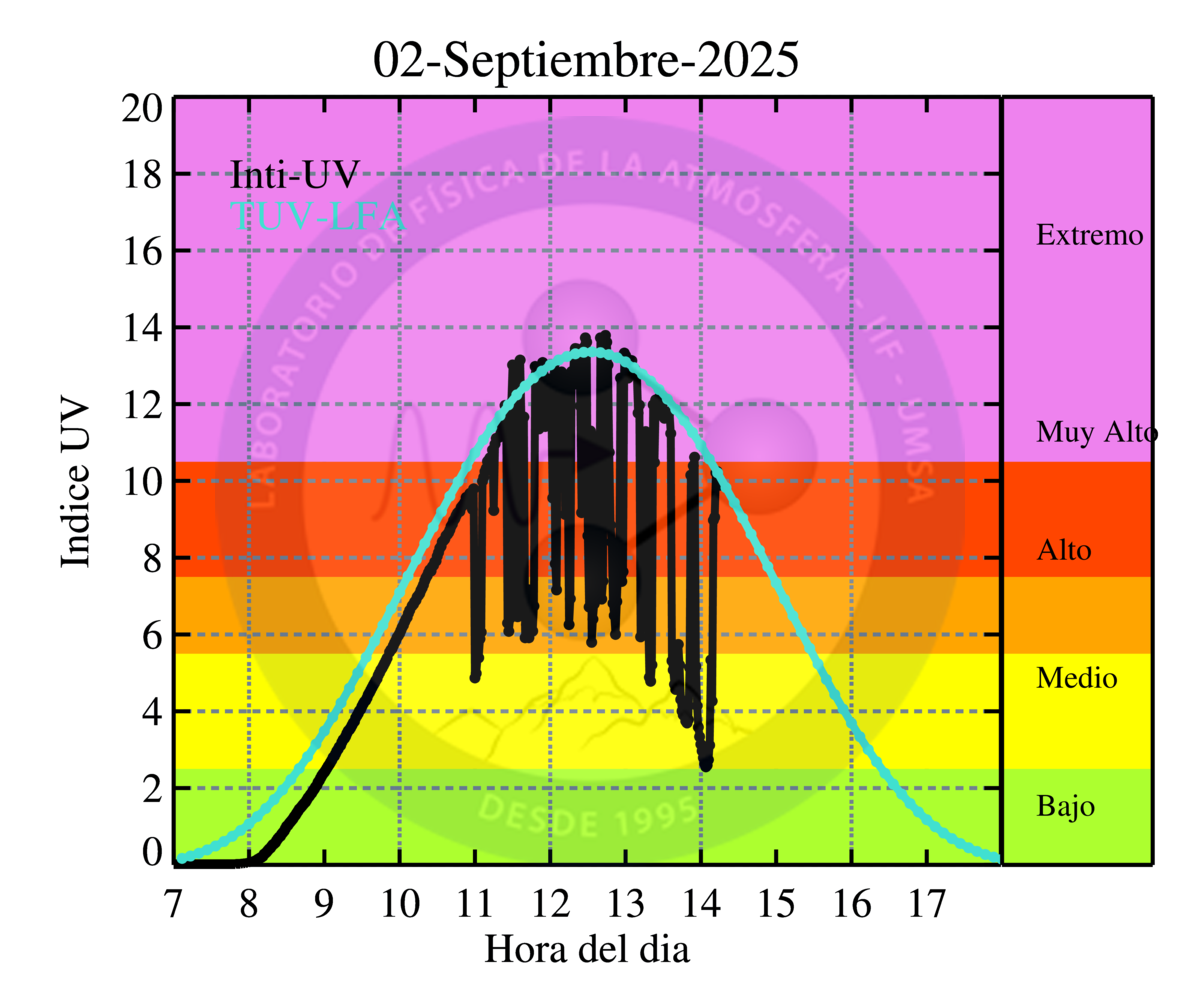 02-Septiembre-2025
20
18
16
14
12
10
8
6
4
2
0
Indice UV
Inti-UV
TUV-LFA
LABORATORIO DE FÍSICA DE LA ATMÓSFERA - IIF - UMSA
DESDE 1995
Extremo
Muy Alto
Alto
Medio
Bajo
7 8 9 10 11 12 13 14 15 16 17
Hora del dia